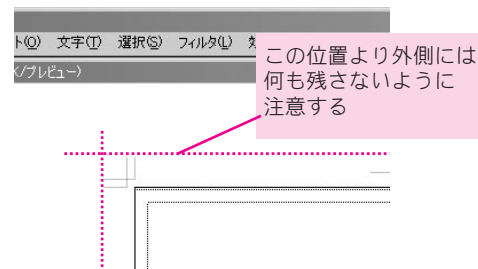 ト(O) 文字(T) 選択(S) フィルタ(L)
この位置より外側には
何も残さないように
注意する
プレビュー)